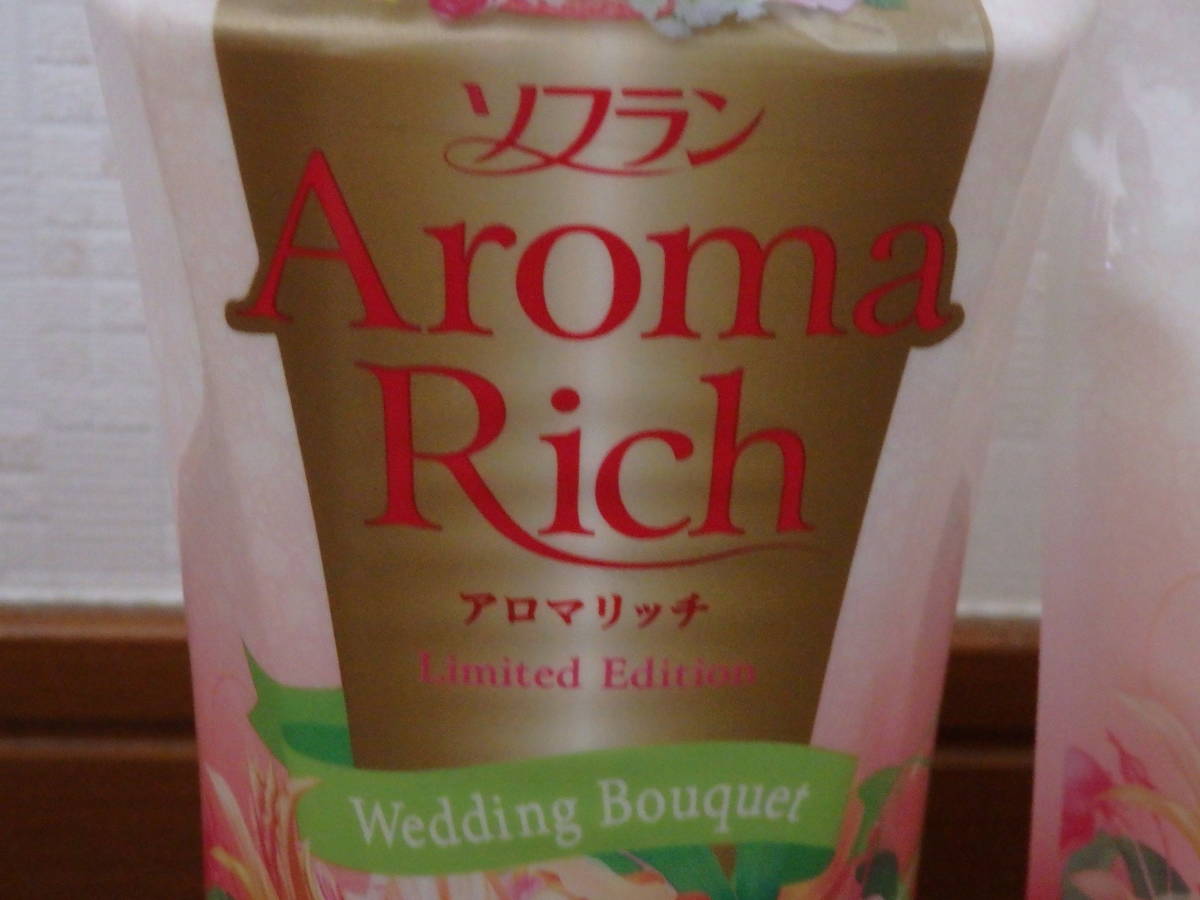 ソフラン
Aroma
Rich
アロマリッチ
Limited Edition
Wedding Bouquet